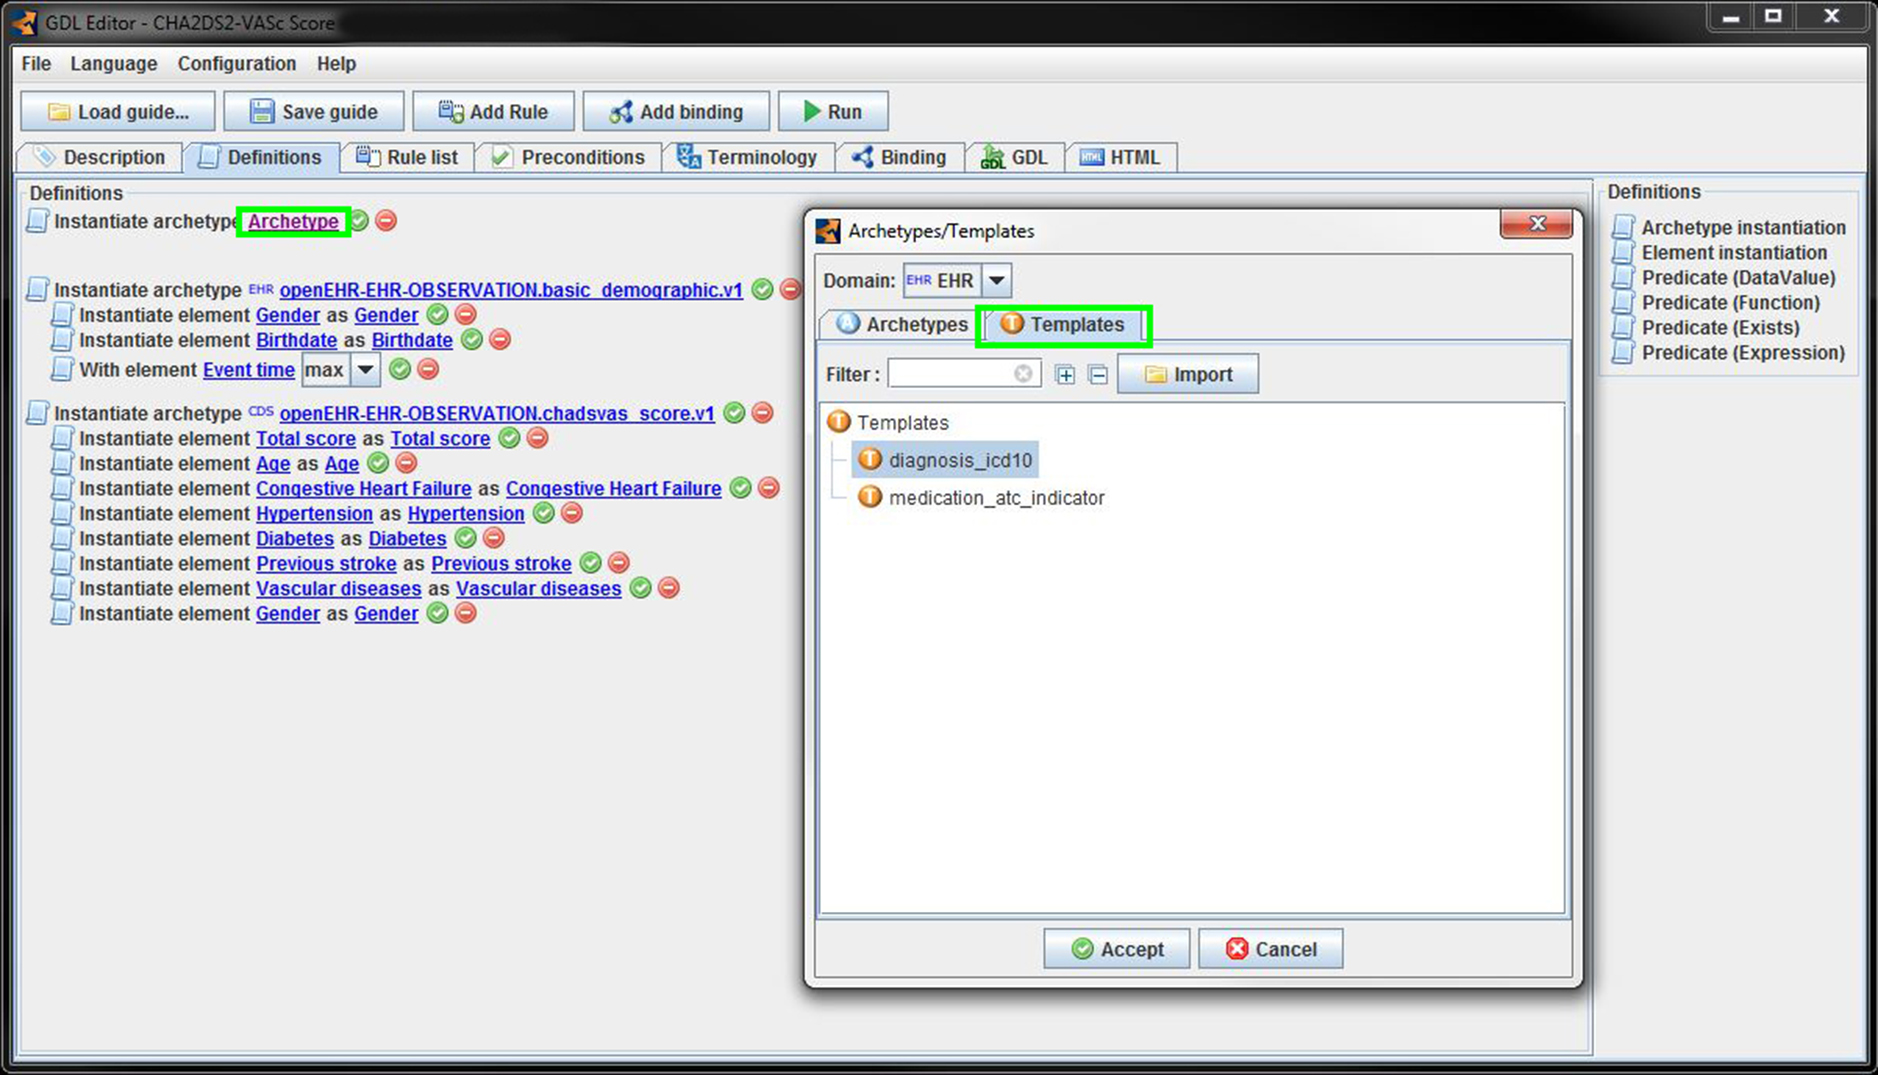 GDL Editor - CHA2DS2-VASc Score
File Language Configuration Help
Load guide... Save guide Add Rule Add binding Run
Description Definitions Rule list Preconditions Terminology Binding GDL HTML
Definitions
Instantiate archetype Archetype
Instantiate archetype EHR openEHR-EHR-OBSERVATION.basic_demographic.v1
Instantiate element Gender as Gender
Instantiate element Birthdate as Birthdate
With element Event time max
Instantiate archetype CDS openEHR-EHR-OBSERVATION.chadsvas_score.v1
Instantiate element Total score as Total score
Instantiate element Age as Age
Instantiate element Congestive Heart Failure as Congestive Heart Failure
Instantiate element Hypertension as Hypertension
Instantiate element Diabetes as Diabetes
Instantiate element Previous stroke as Previous stroke
Instantiate element Vascular diseases as Vascular diseases
Instantiate element Gender as Gender
Archetypes/Templates
Domain: EHR EHR
A Archetypes T Templates
Filter : Import
T Templates
T diagnosis_icd10
T medication_atc_indicator
Accept Cancel
Definitions
Archetype instantiation
Element instantiation
Predicate (DataValue)
Predicate (Function)
Predicate (Exists)
Predicate (Expression)